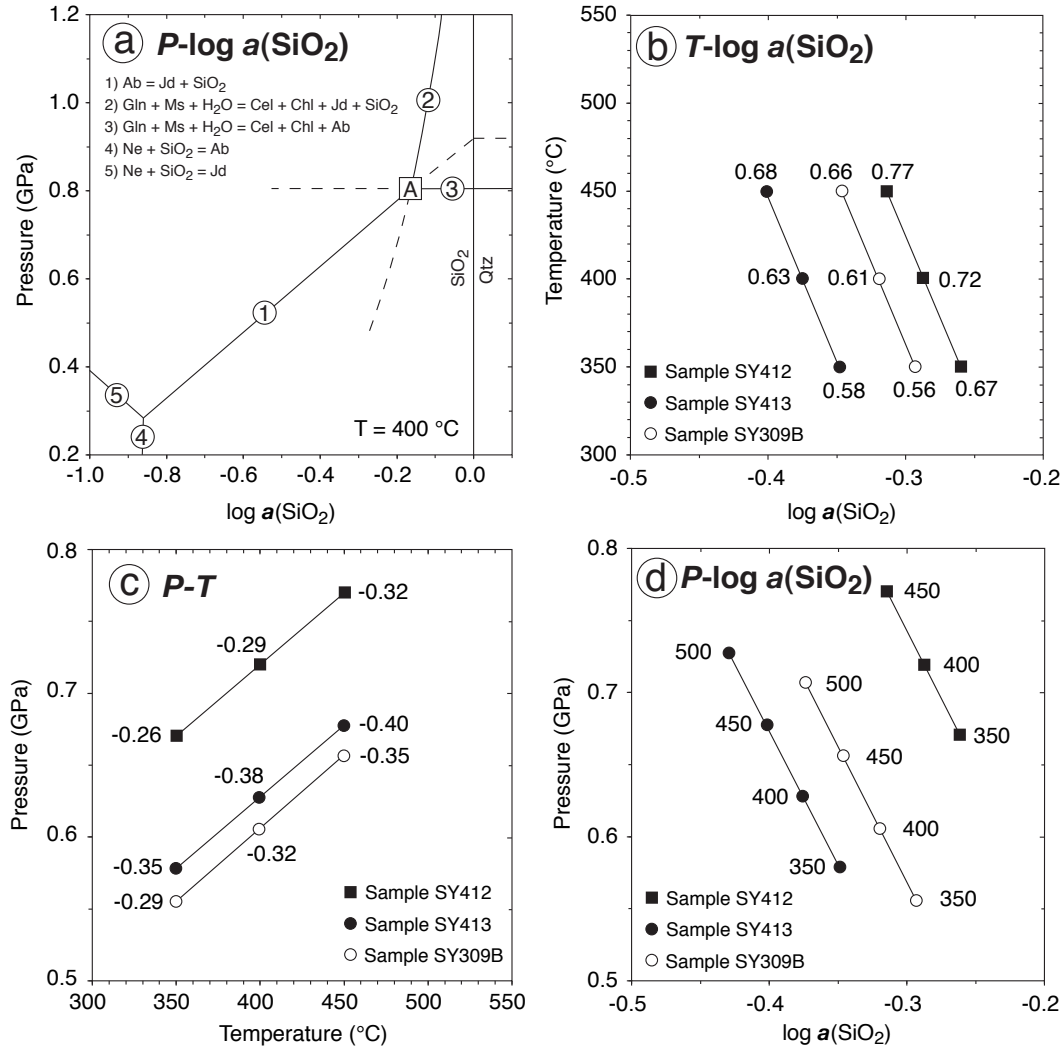 a P-log a(SiO₂)
1) Ab = Jd + SiO₂
2) Gln + Ms + H₂O = Cel + Chl + Jd + SiO₂
3) Gln + Ms + H₂O = Cel + Chl + Ab
4) Ne + SiO₂ = Ab
5) Ne + SiO₂ = Jd
1.2
1.0
0.8
0.6
0.4
0.2
Pressure (GPa)
2
A
3
1
5
4
SiO₂
Qtz
T = 400 °C
-1.0 -0.8 -0.6 -0.4 -0.2 0.0
log a(SiO₂)
b T-log a(SiO₂)
550
500
450
400
350
300
Temperature (°C)
0.68 0.66 0.77
0.63 0.61 0.72
0.58 0.56 0.67
Sample SY412
Sample SY413
Sample SY309B
-0.5 -0.4 -0.3 -0.2
log a(SiO₂)
c P-T
0.8
0.7
0.6
0.5
Pressure (GPa)
-0.32
-0.29
-0.26
-0.40
-0.38
-0.35
-0.35
-0.32
-0.29
Sample SY412
Sample SY413
Sample SY309B
300 350 400 450 500 550
Temperature (°C)
d P-log a(SiO₂)
0.8
0.7
0.6
0.5
Pressure (GPa)
450
400
350
500
450
400
350
500
450
400
350
Sample SY412
Sample SY413
Sample SY309B
-0.5 -0.4 -0.3 -0.2
log a(SiO₂)